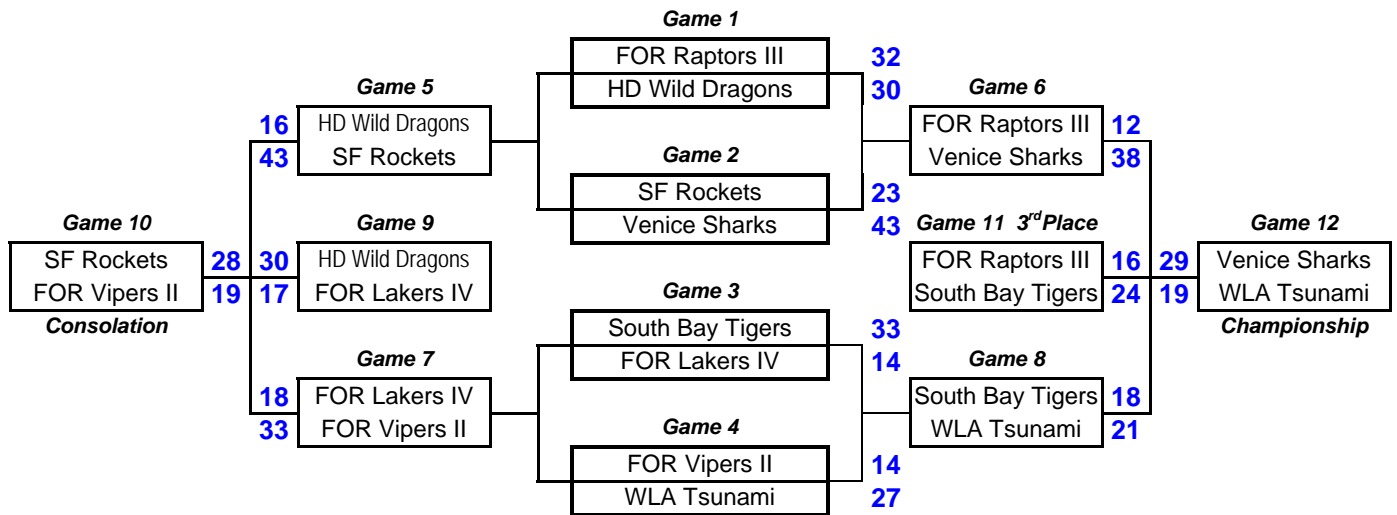 Game 1
FOR Raptors III 32
HD Wild Dragons 30
Game 5
16 HD Wild Dragons
43 SF Rockets
Game 6
FOR Raptors III 12
Venice Sharks 38
Game 2
SF Rockets 23
Venice Sharks 43
Game 10
SF Rockets 28
FOR Vipers II 19
Consolation
Game 9
30 HD Wild Dragons
17 FOR Lakers IV
Game 11 3rd Place
FOR Raptors III 16
South Bay Tigers 24
Game 12
29 Venice Sharks
19 WLA Tsunami
Championship
Game 3
South Bay Tigers 33
FOR Lakers IV 14
Game 7
18 FOR Lakers IV
33 FOR Vipers II
Game 8
South Bay Tigers 18
WLA Tsunami 21
Game 4
FOR Vipers II 14
WLA Tsunami 27